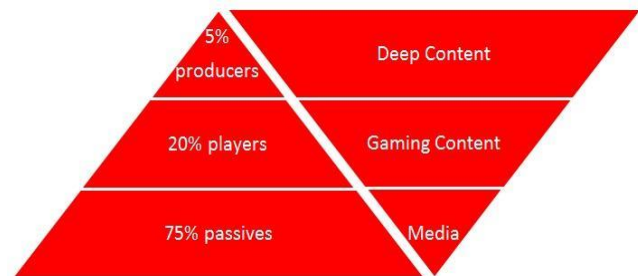 5%
producers
Deep Content
20% players
Gaming Content
75% passives
Media